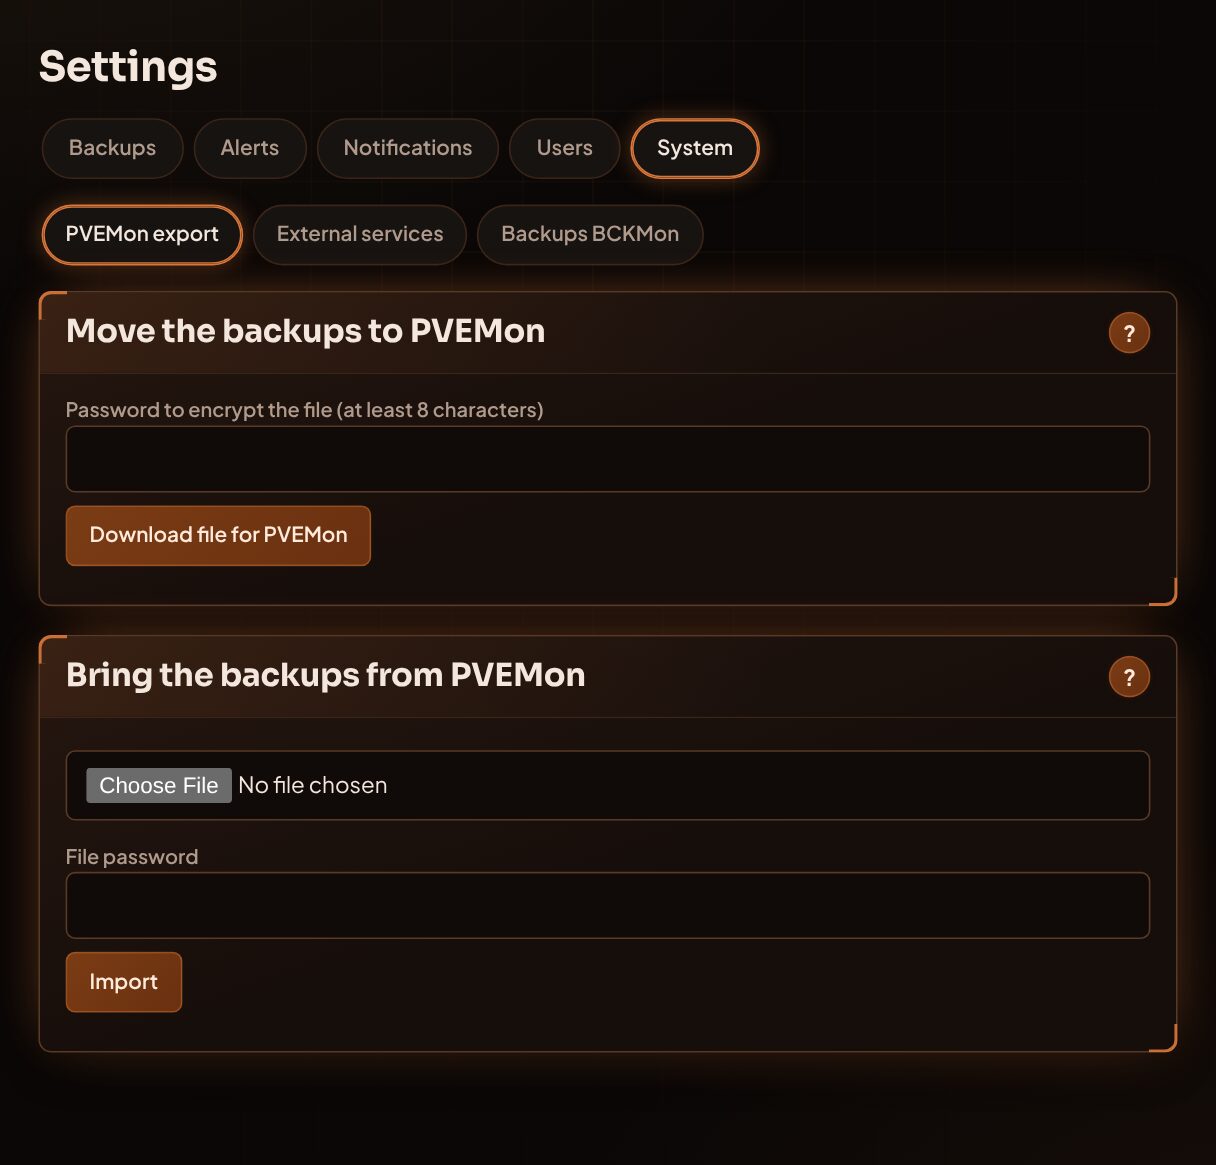 Settings
Backups Alerts Notifications Users System
PVEMon export External services Backups BCKMon
Move the backups to PVEMon ?
Password to encrypt the file (at least 8 characters)
Download file for PVEMon
Bring the backups from PVEMon ?
Choose File No file chosen
File password
Import